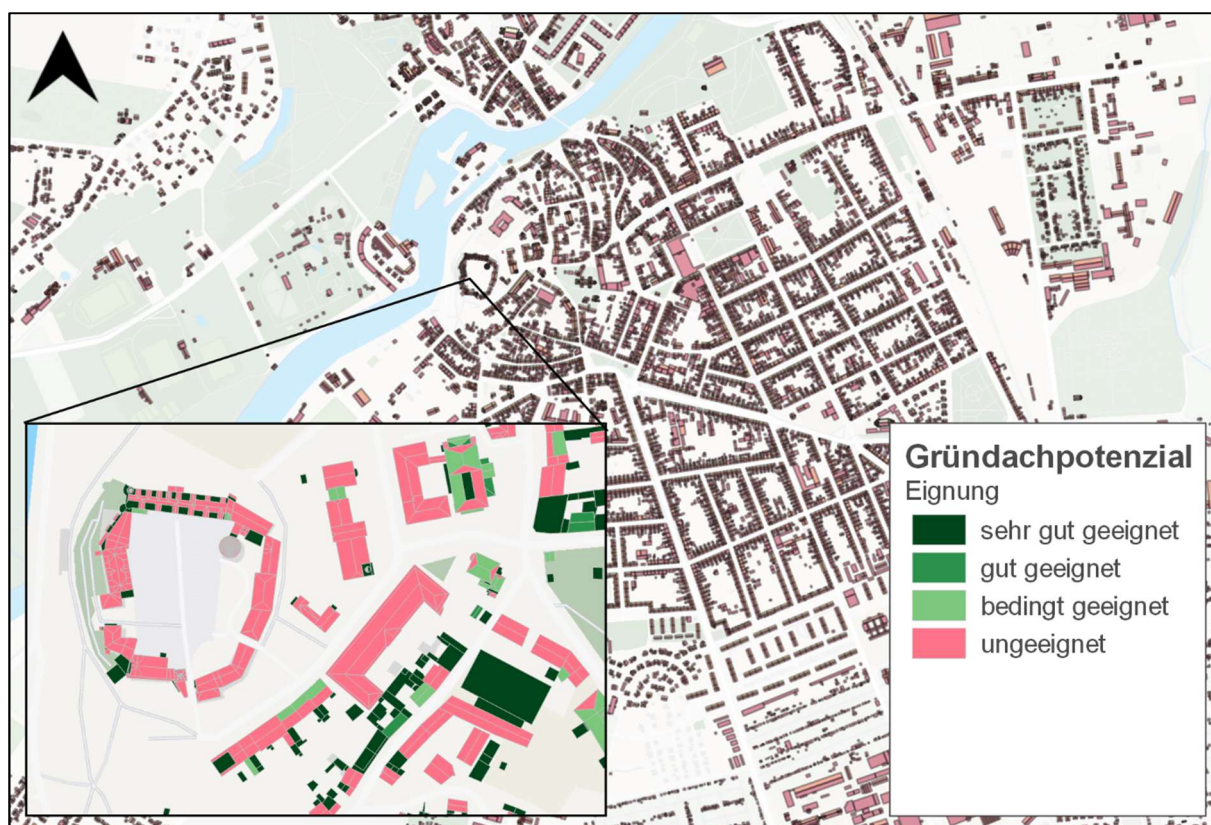 Gründachpotenzial
Eignung
sehr gut geeignet
gut geeignet
bedingt geeignet
ungeeignet